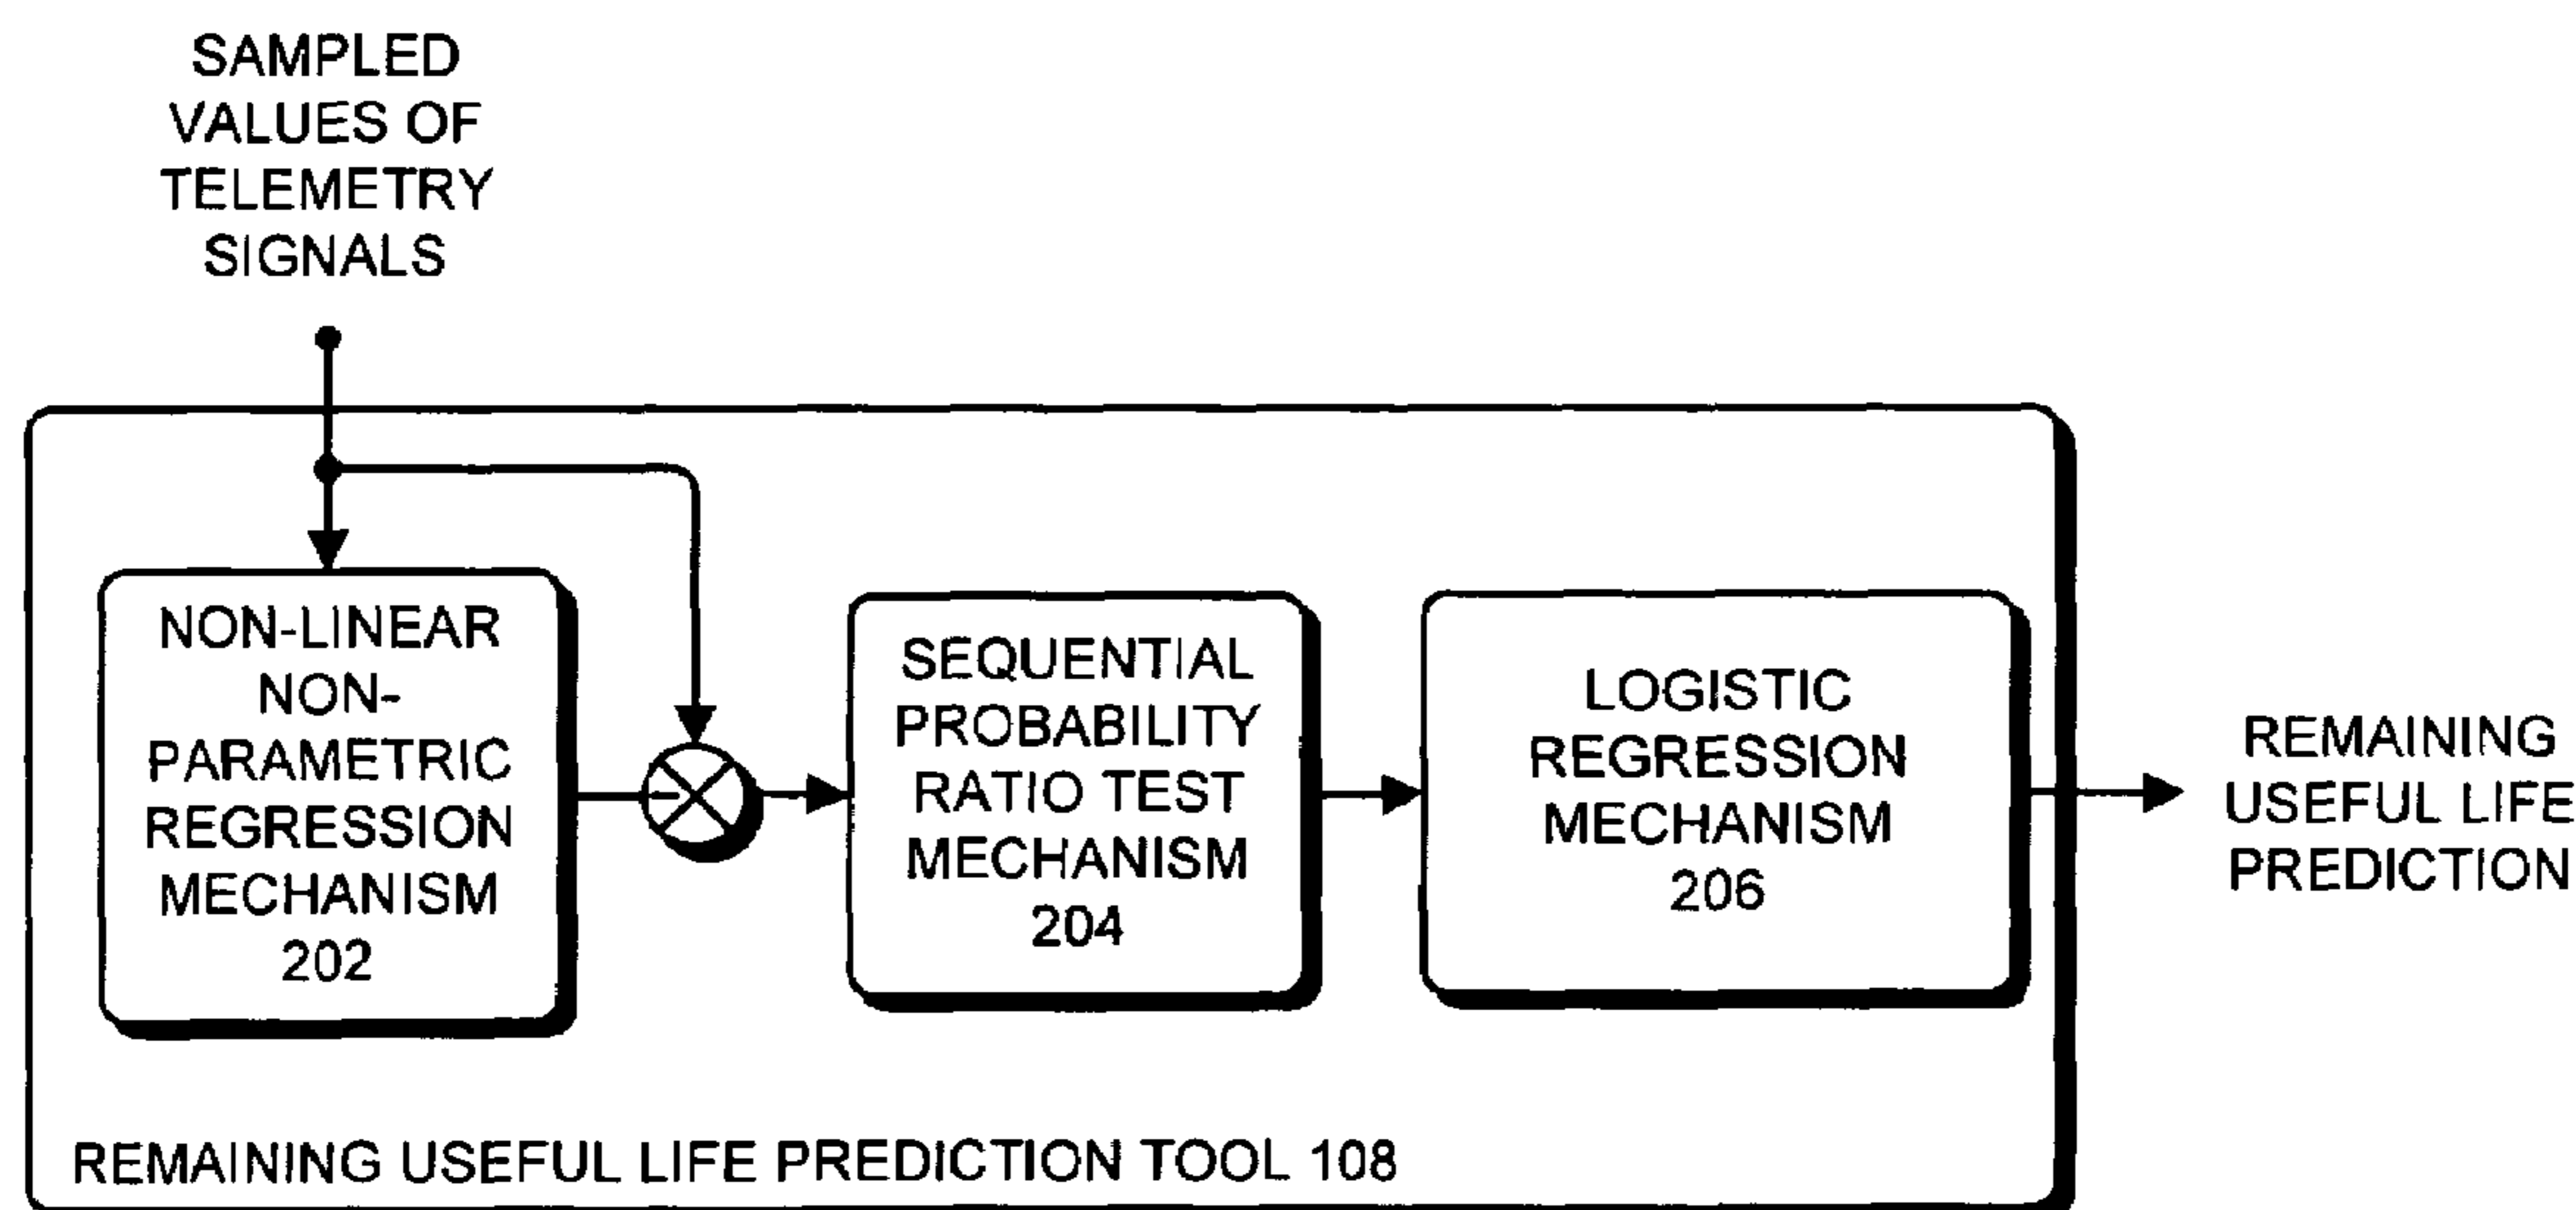 SAMPLED
VALUES OF
TELEMETRY
SIGNALS
NON-LINEAR
NON-
PARAMETRIC
REGRESSION
MECHANISM
202
SEQUENTIAL
PROBABILITY
RATIO TEST
MECHANISM
204
LOGISTIC
REGRESSION
MECHANISM
206
REMAINING
USEFUL LIFE
PREDICTION
REMAINING USEFUL LIFE PREDICTION TOOL 108